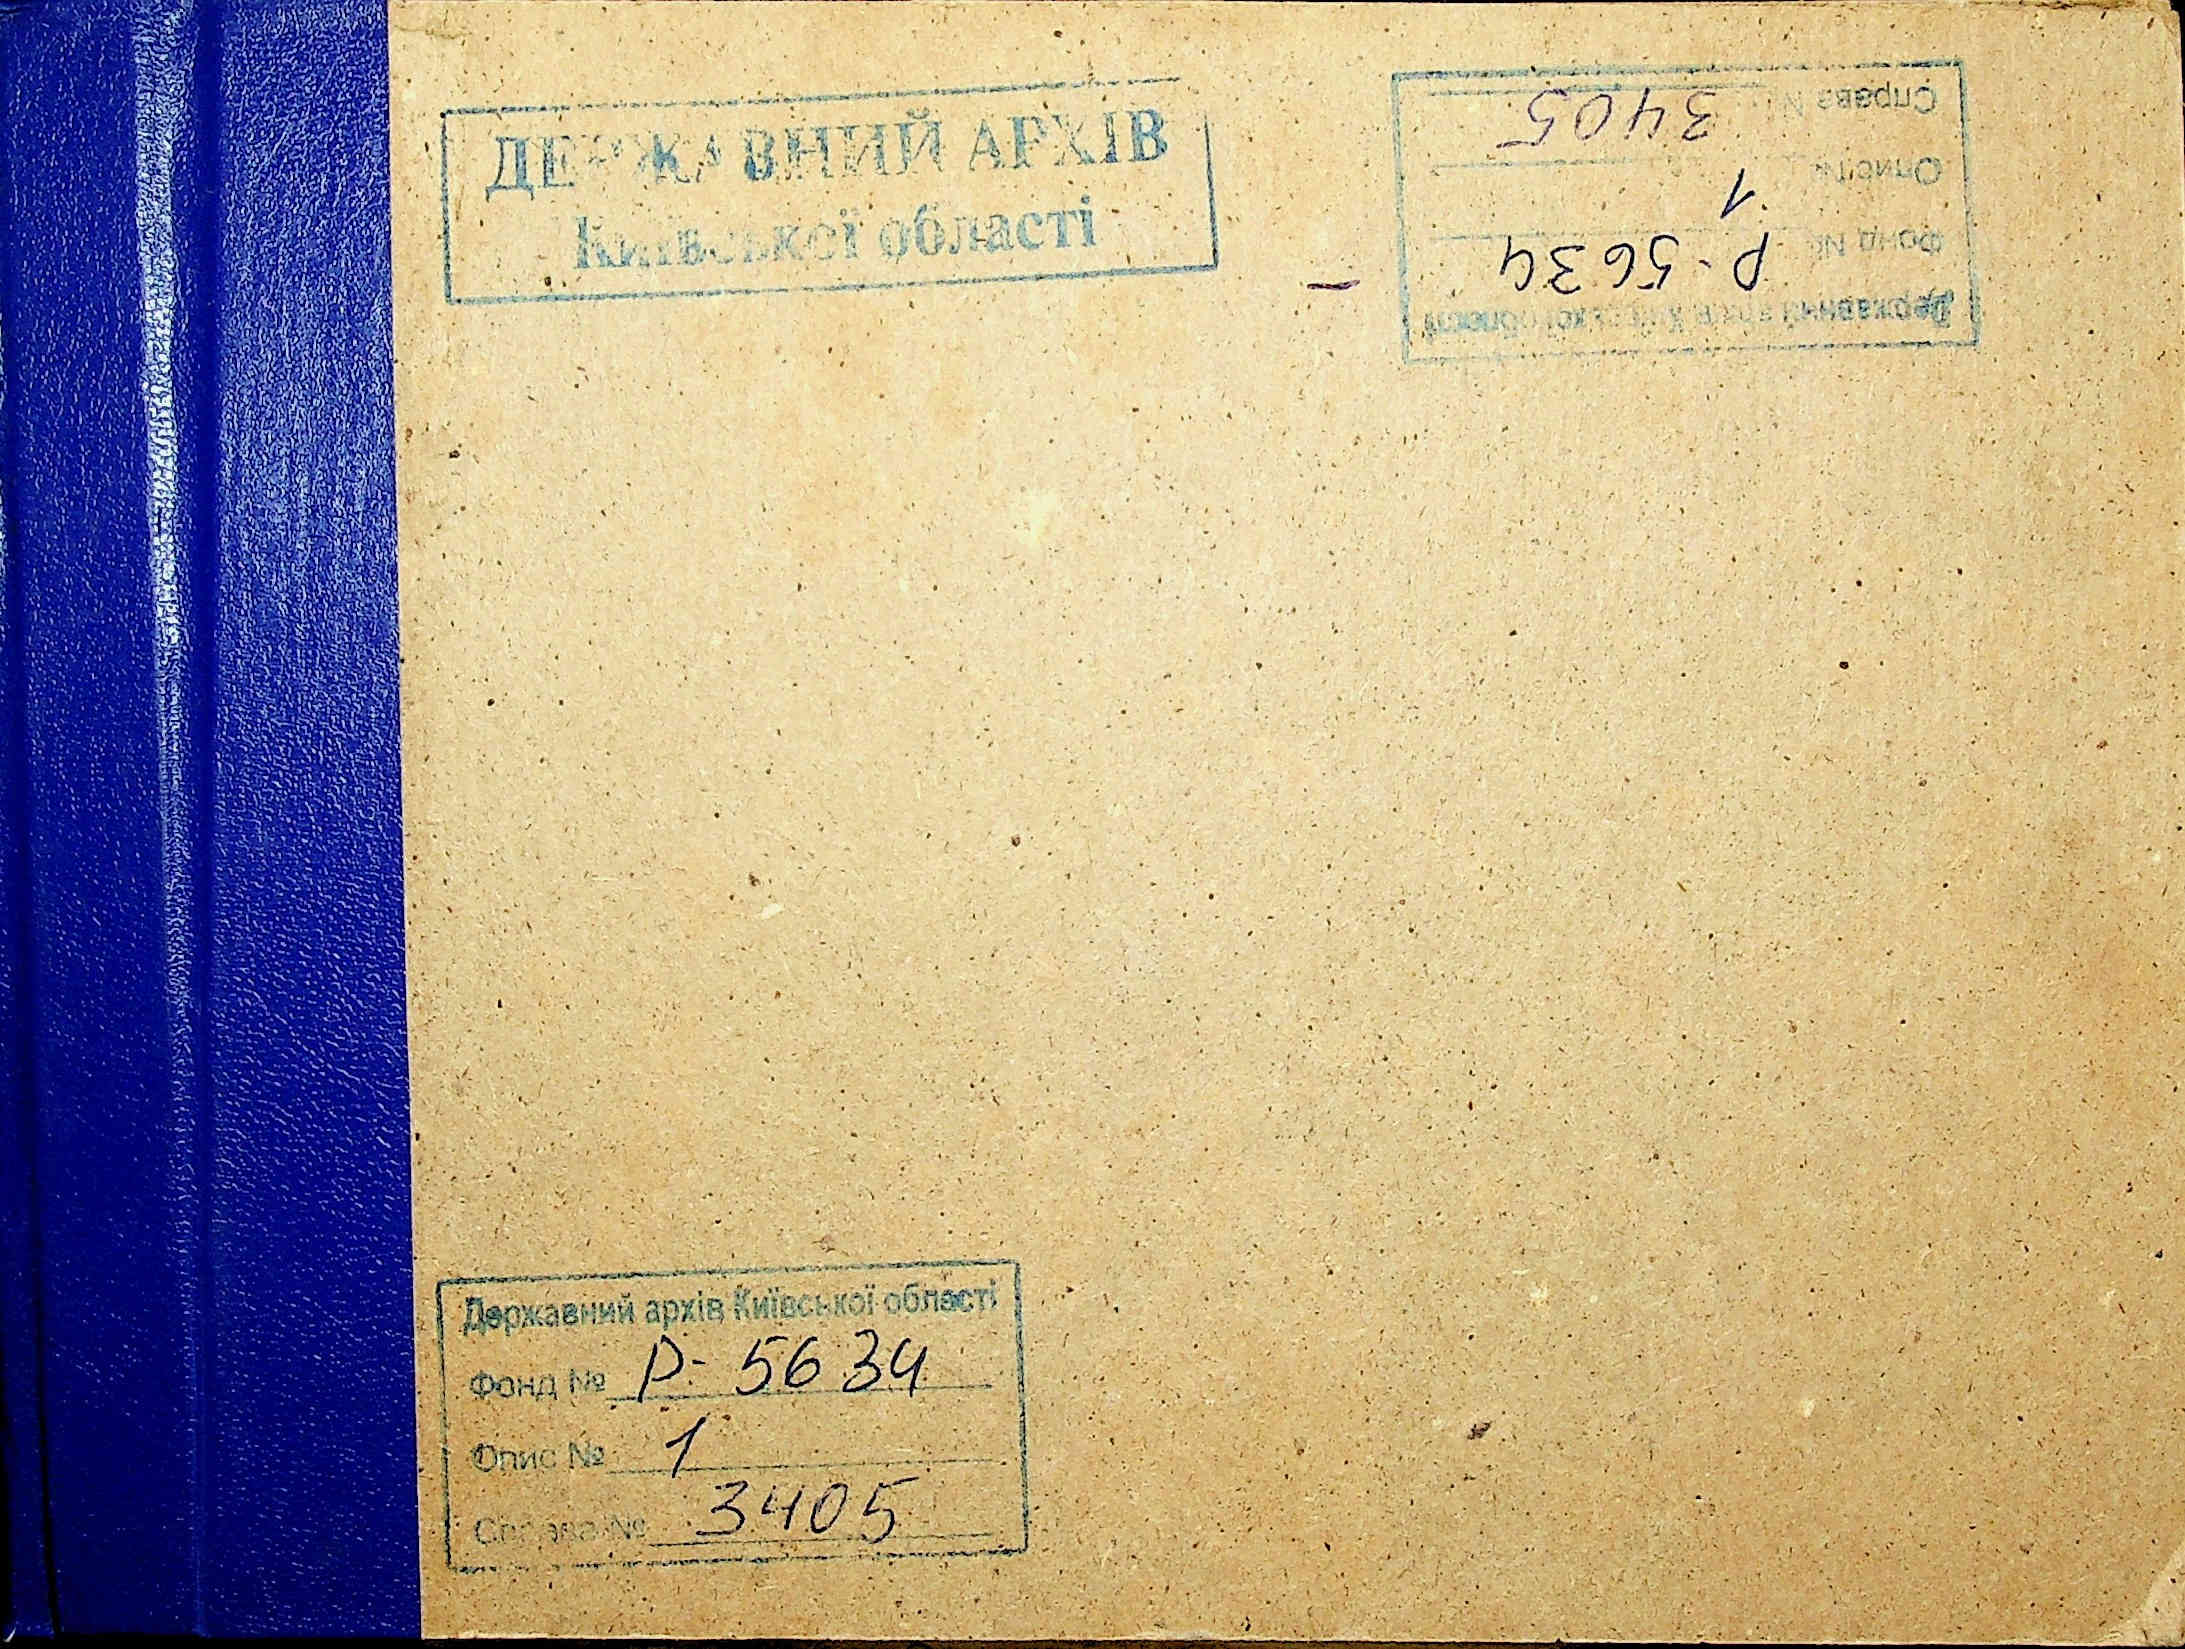 ДЕРЖАВНИЙ АРХІВ
Київської області
Державний архів Київської області
Фонд № Р-5634
Опис № 1
Справа № 3405
Державний архів Київської області
Фонд № Р-5634
Опис № 1
Справа № 3405